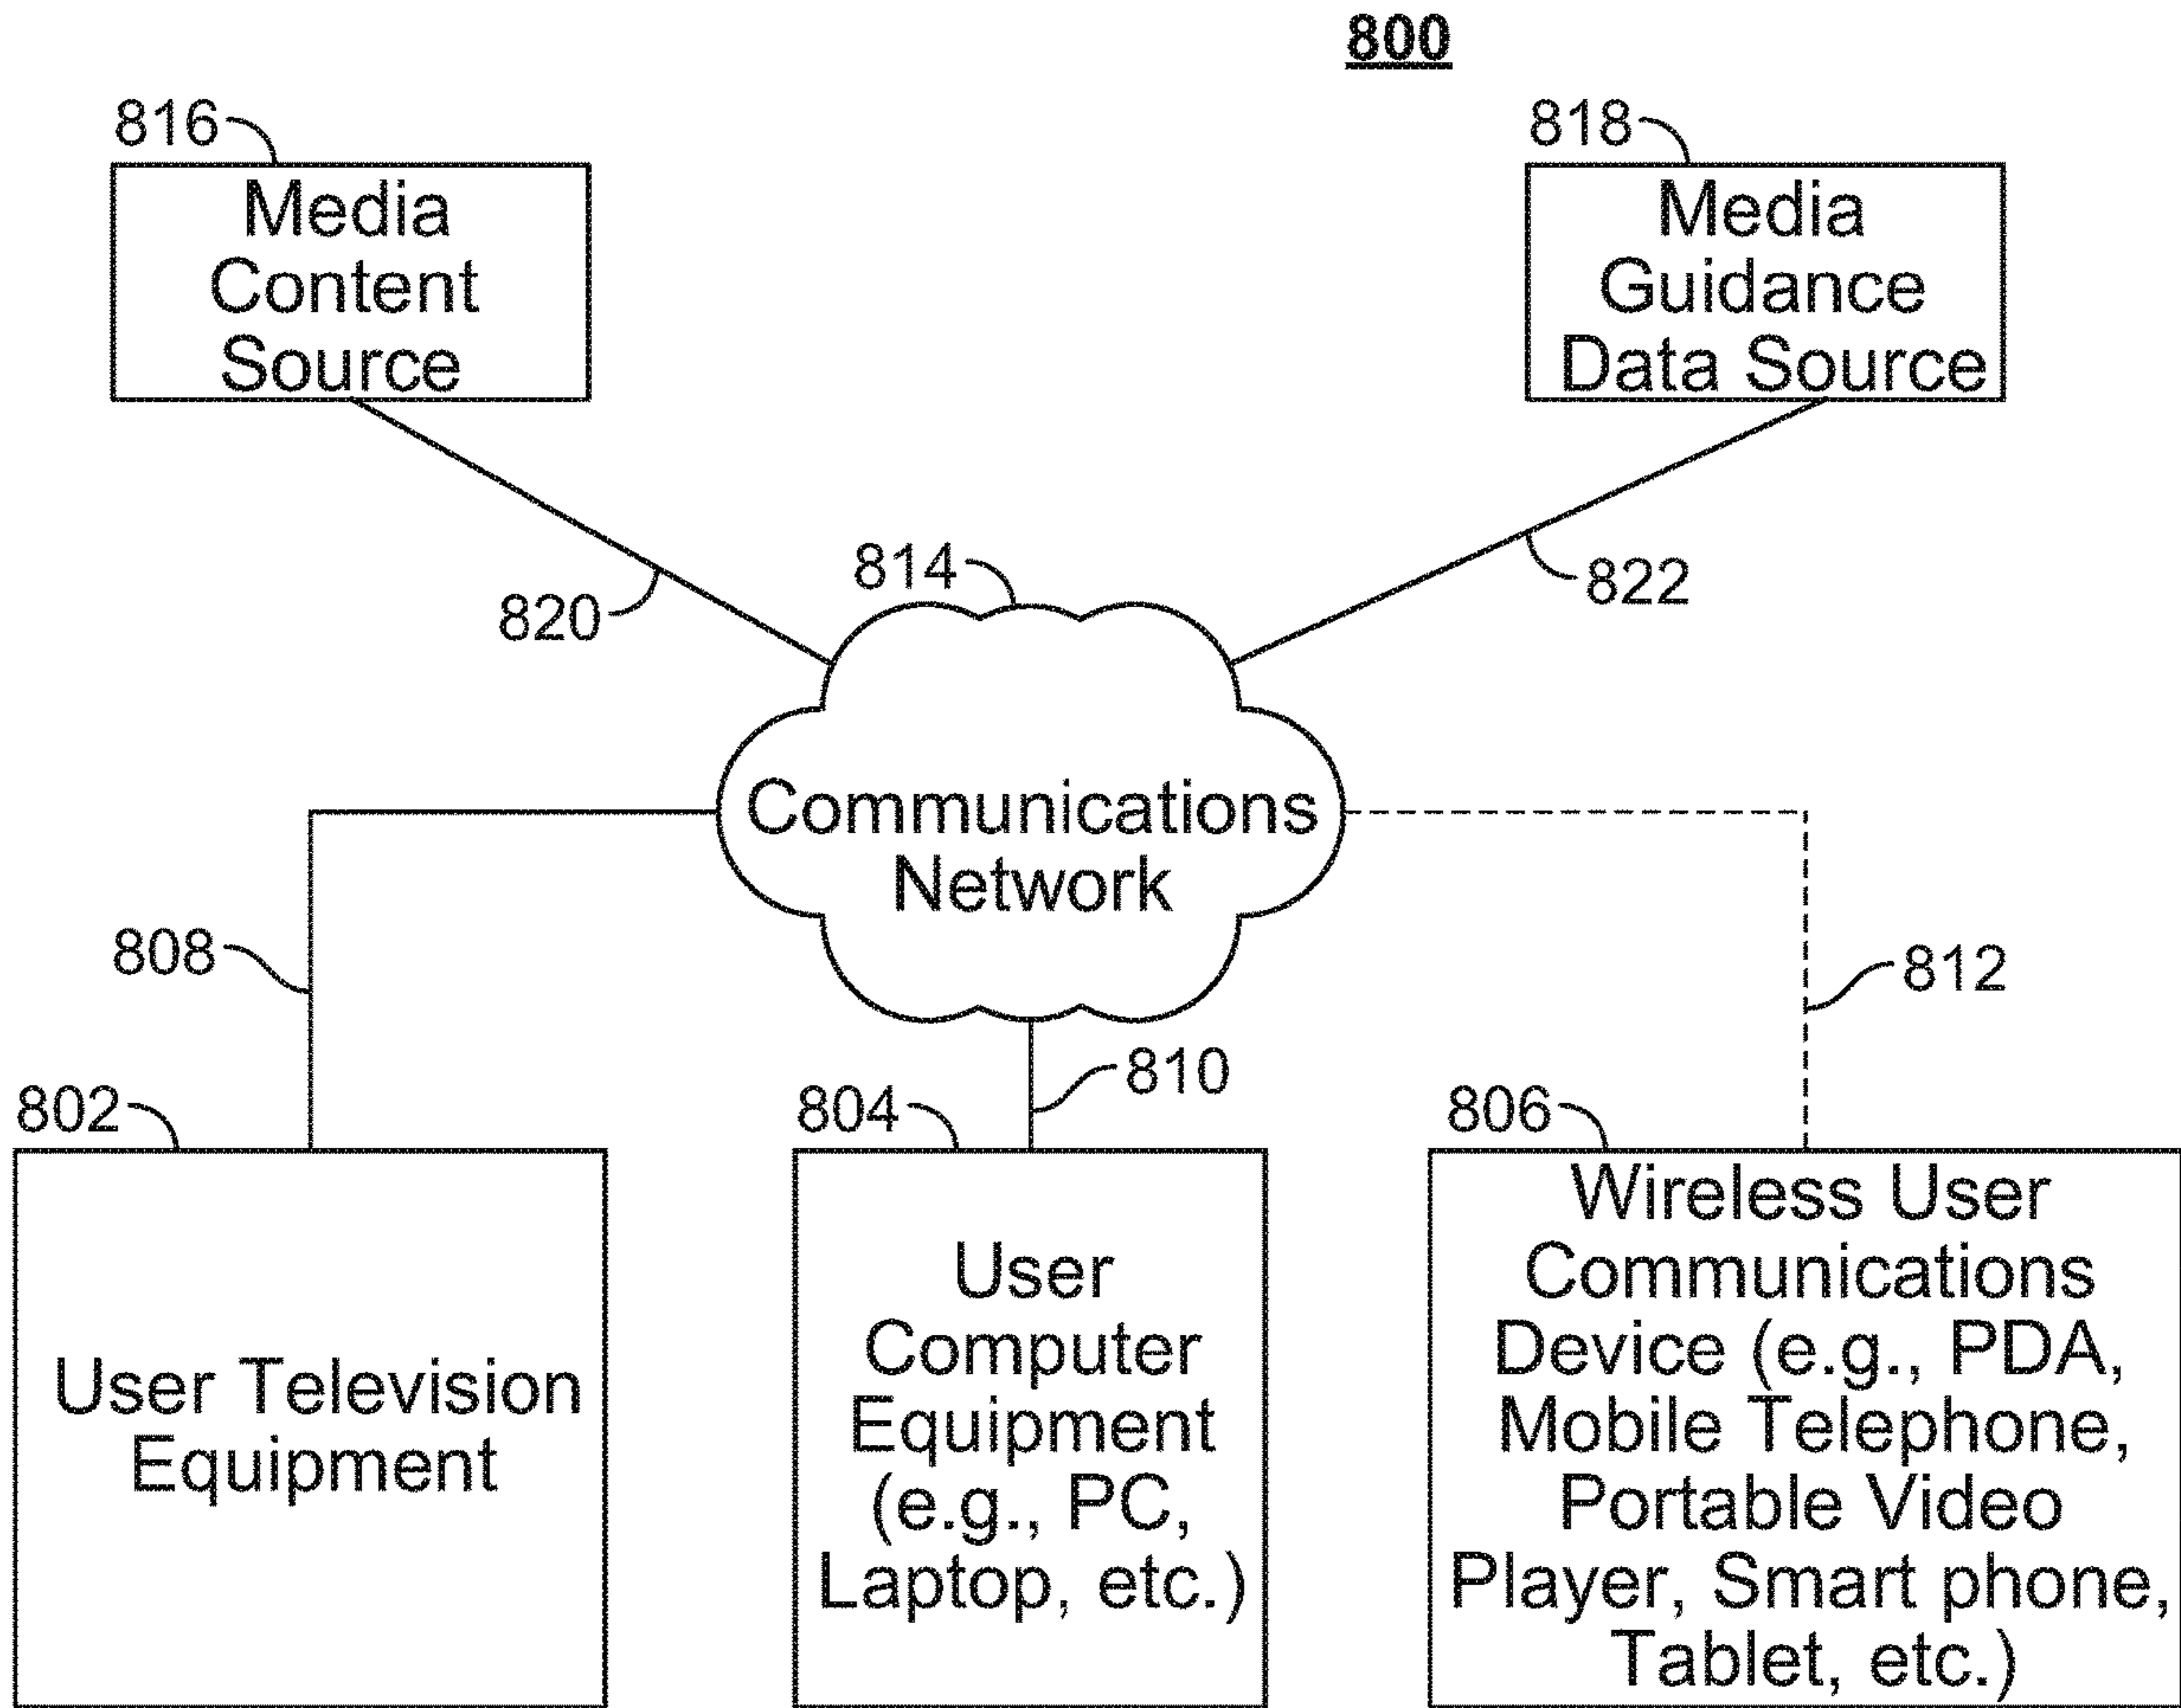 800
816
Media
Content
Source
818
Media
Guidance
Data Source
820
814
822
Communications
Network
808
812
810
802
User Television
Equipment
804
User
Computer
Equipment
(e.g., PC,
Laptop, etc.)
806
Wireless User
Communications
Device (e.g., PDA,
Mobile Telephone,
Portable Video
Player, Smart phone,
Tablet, etc.)